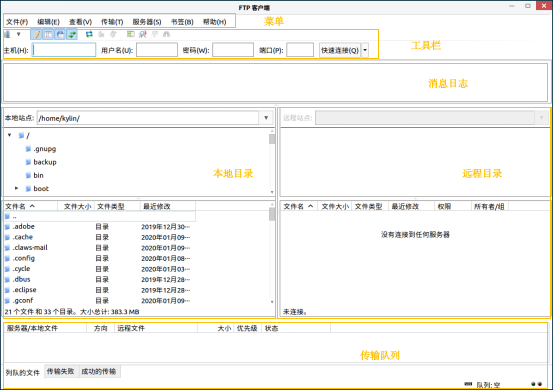 FTP 客户端
文件(F) 编辑(E) 查看(V) 传输(T) 服务器(S) 书签(B) 帮助(H) 菜单
工具栏
主机(H): 用户名(U): 密码(W): 端口(P): 快速连接(Q)
消息日志
本地站点: /home/kylin/ 远程站点:
/
.gnupg
backup
bin
boot
本地目录 远程目录
文件名 文件大小 文件类型 最近修改
文件名 文件大小 文件类型 最近修改 权限 所有者/组
..
.adobe 目录 2019年12月30···
.cache 目录 2020年01月09···
.claws-mail 目录 2020年01月09···
.config 目录 2020年01月08···
.cycle 目录 2020年01月03···
.dbus 目录 2019年12月28···
.eclipse 目录 2019年12月28···
.gconf 目录 2020年01月09···
没有连接到任何服务器
21 个文件 和 33 个目录。大小总计: 383.3 MB
未连接。
服务器/本地文件 方向 远程文件 大小 优先级 状态
传输队列
列队的文件 传输失败 成功的传输
队列: 空